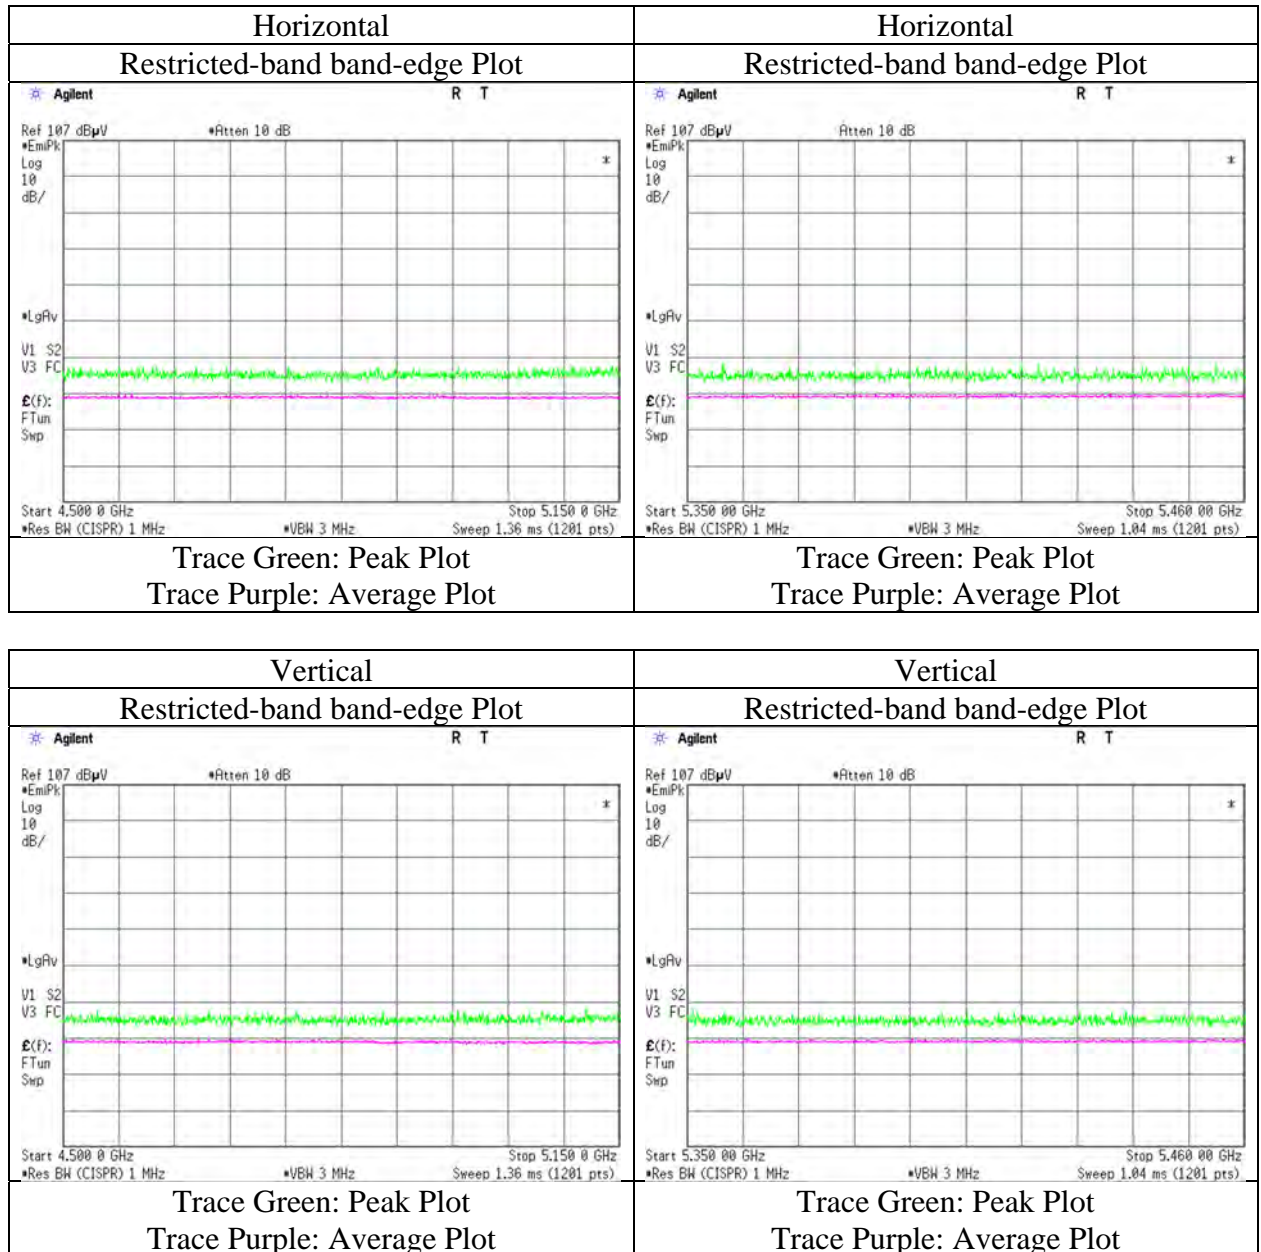 Horizontal
Restricted-band band-edge Plot
Agilent R T
Ref 107 dBµV *Atten 10 dB
*EmiPk
Log
10
dB/
*
*LgAv
V1 S2
V3 FC
£(f):
FTun
Swp
Start 4.500 0 GHz Stop 5.150 0 GHz
*Res BW (CISPR) 1 MHz *VBW 3 MHz Sweep 1.36 ms (1201 pts)
Trace Green: Peak Plot
Trace Purple: Average Plot
Horizontal
Restricted-band band-edge Plot
Agilent R T
Ref 107 dBµV Atten 10 dB
*EmiPk
Log
10
dB/
*
*LgAv
V1 S2
V3 FC
£(f):
FTun
Swp
Start 5.350 00 GHz Stop 5.460 00 GHz
*Res BW (CISPR) 1 MHz *VBW 3 MHz Sweep 1.04 ms (1201 pts)
Trace Green: Peak Plot
Trace Purple: Average Plot
Vertical
Restricted-band band-edge Plot
Agilent R T
Ref 107 dBµV *Atten 10 dB
*EmiPk
Log
10
dB/
*
*LgAv
V1 S2
V3 FC
£(f):
FTun
Swp
Start 4.500 0 GHz Stop 5.150 0 GHz
*Res BW (CISPR) 1 MHz *VBW 3 MHz Sweep 1.36 ms (1201 pts)
Trace Green: Peak Plot
Trace Purple: Average Plot
Vertical
Restricted-band band-edge Plot
Agilent R T
Ref 107 dBµV *Atten 10 dB
*EmiPk
Log
10
dB/
*
*LgAv
V1 S2
V3 FC
£(f):
FTun
Swp
Start 5.350 00 GHz Stop 5.460 00 GHz
*Res BW (CISPR) 1 MHz *VBW 3 MHz Sweep 1.04 ms (1201 pts)
Trace Green: Peak Plot
Trace Purple: Average Plot